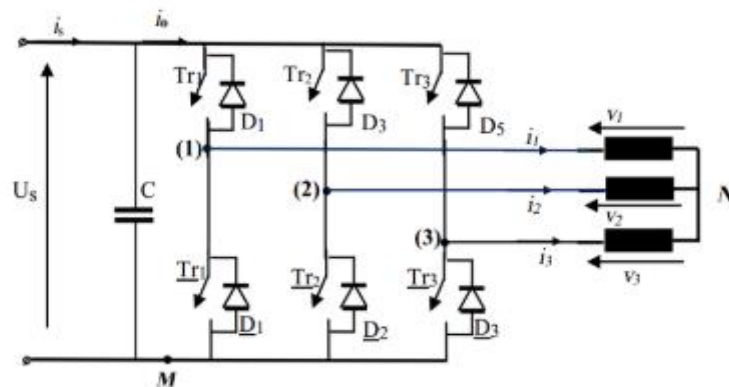 is io
Tr1 Tr2 Tr3
D1 D3 D5
v1
(1) i1
Us C (2) i2 N
v2
(3) i3
v3
Tr1 Tr2 Tr3
D1 D2 D3
M